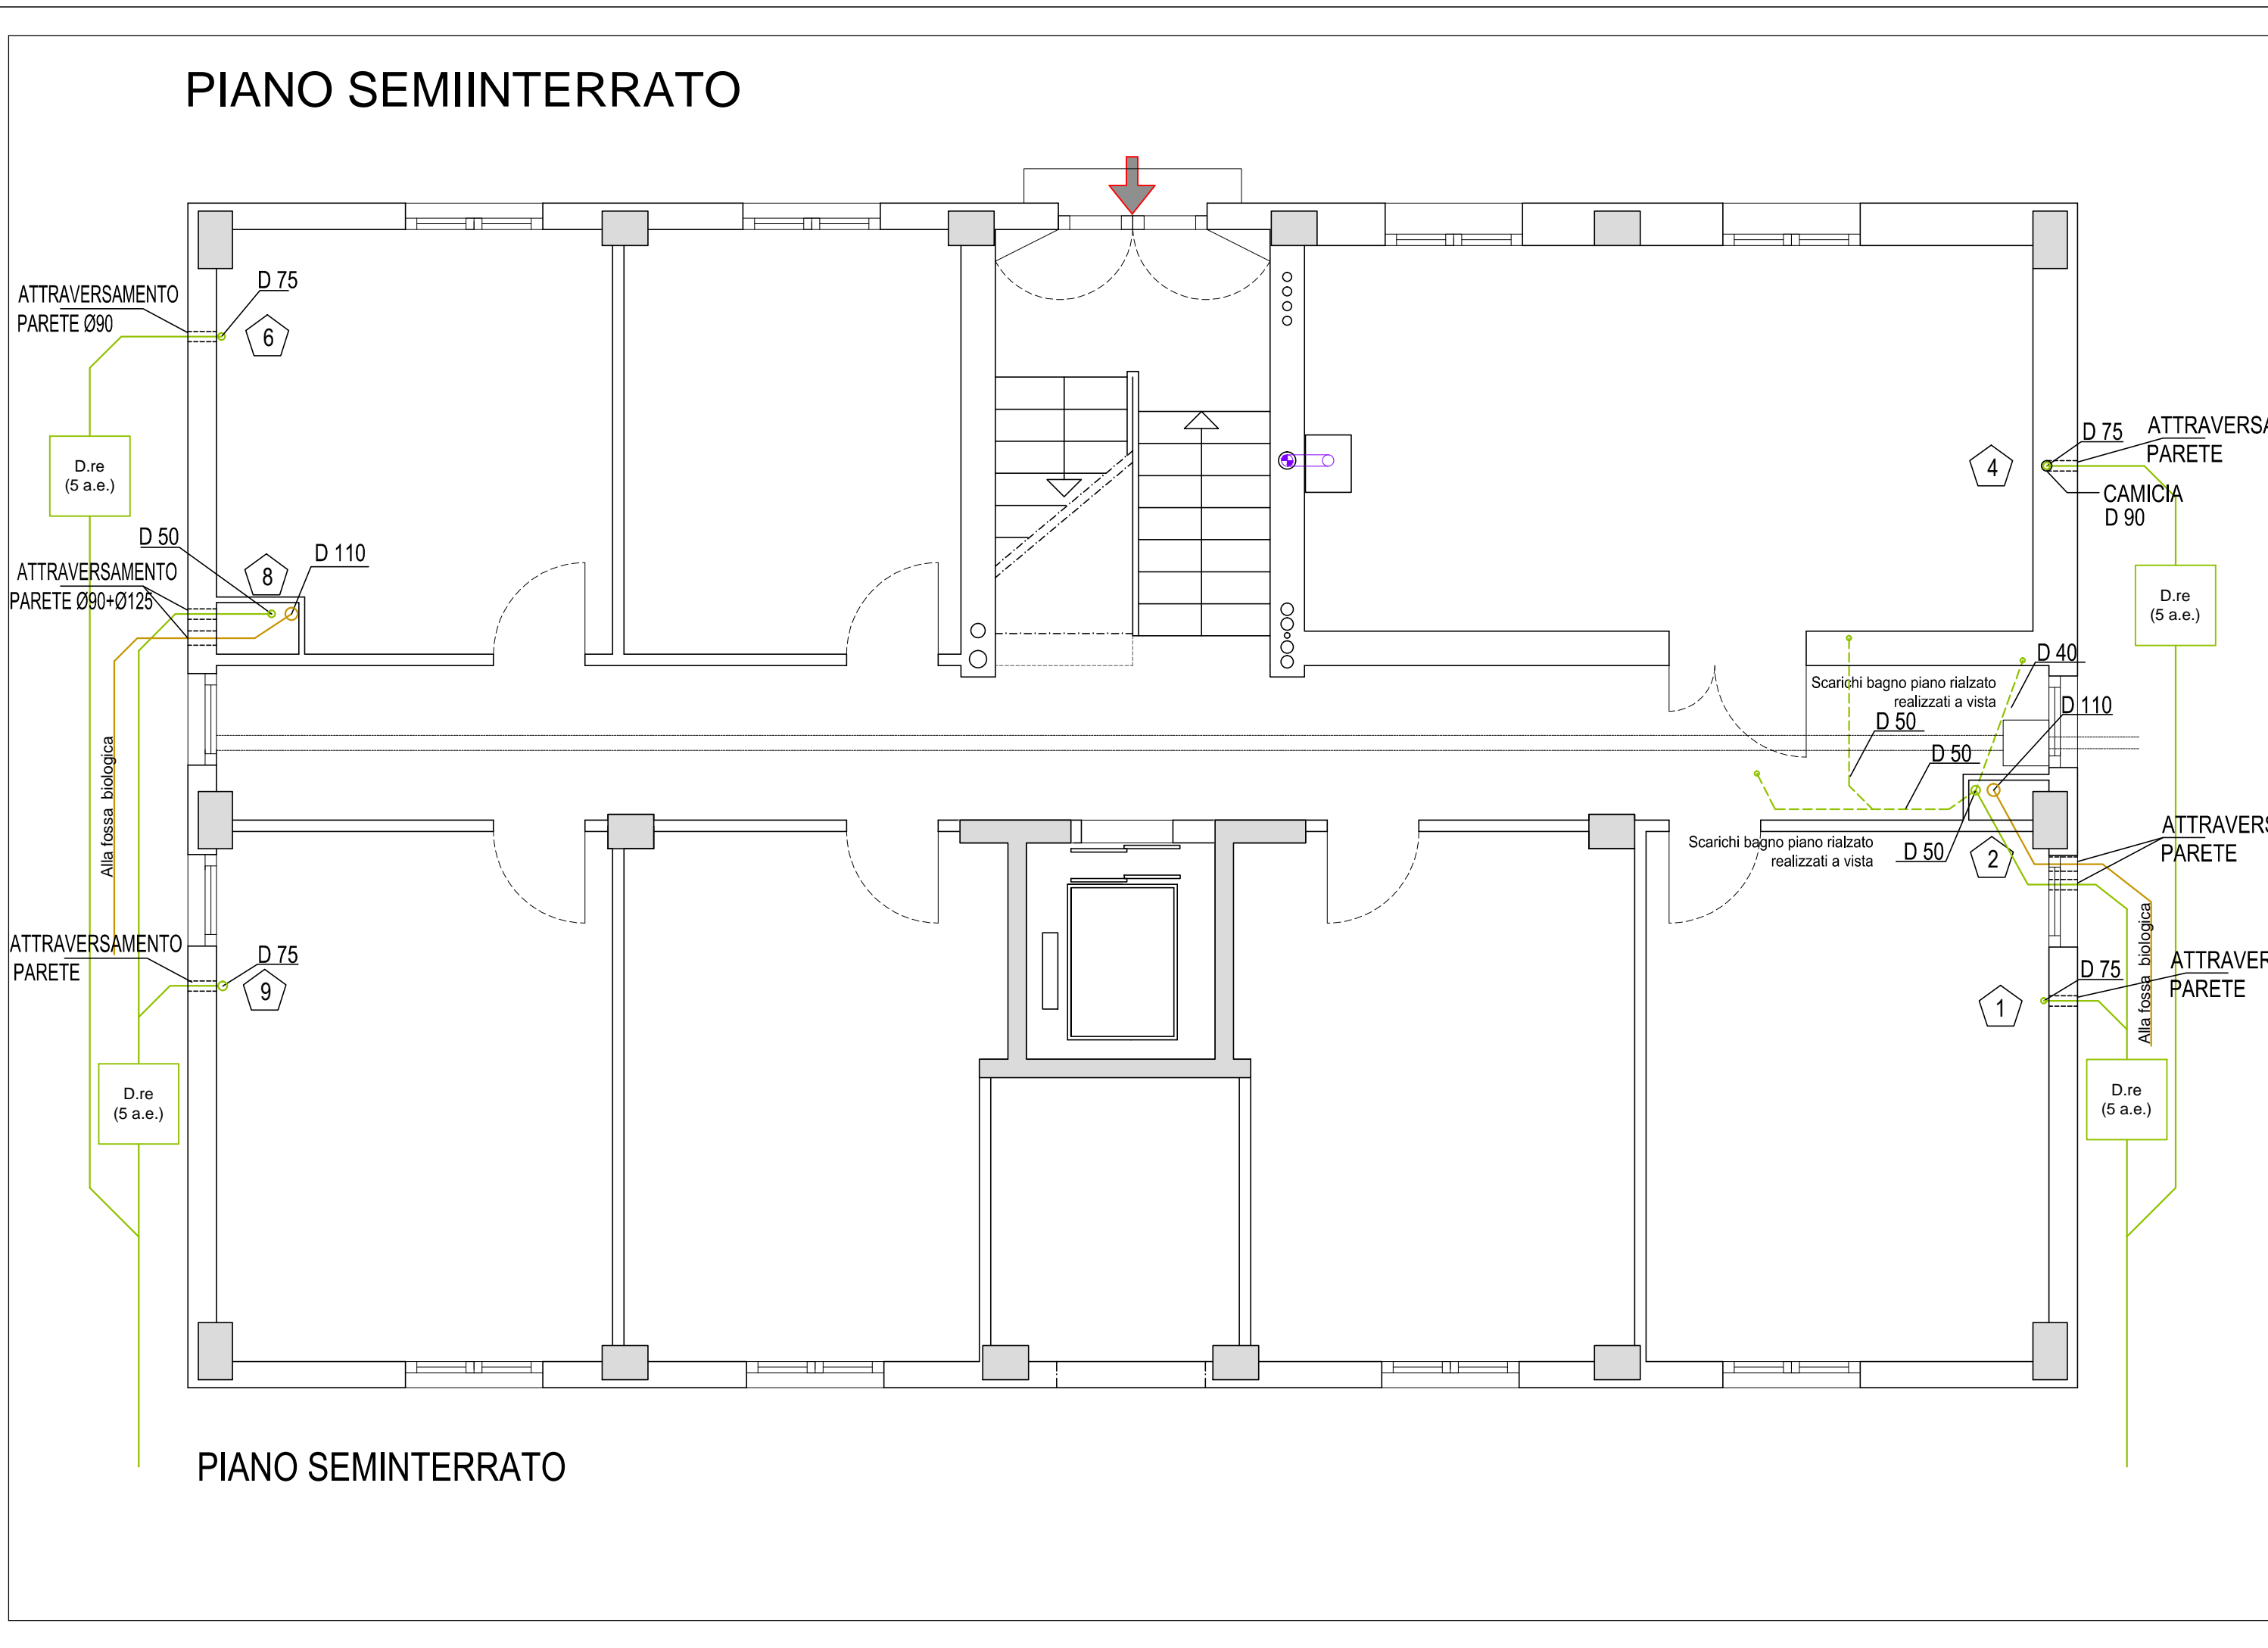 PIANO SEMIINTERRATO
ATTRAVERSAMENTO
PARETE Ø90
D 75
6
D.re
(5 a.e.)
D 50
8
D 110
ATTRAVERSAMENTO
PARETE Ø90+Ø125
Alla fossa biologica
ATTRAVERSAMENTO
PARETE
D 75
9
D.re
(5 a.e.)
D 75
ATTRAVERSA
PARETE
4
CAMICIA
D 90
D.re
(5 a.e.)
D 40
Scarichi bagno piano rialzato
realizzati a vista
D 110
D 50
D 50
Scarichi bagno piano rialzato
realizzati a vista
D 50
2
ATTRAVERS
PARETE
Alla fossa biologica
D 75
ATTRAVER
PARETE
1
D.re
(5 a.e.)
PIANO SEMINTERRATO